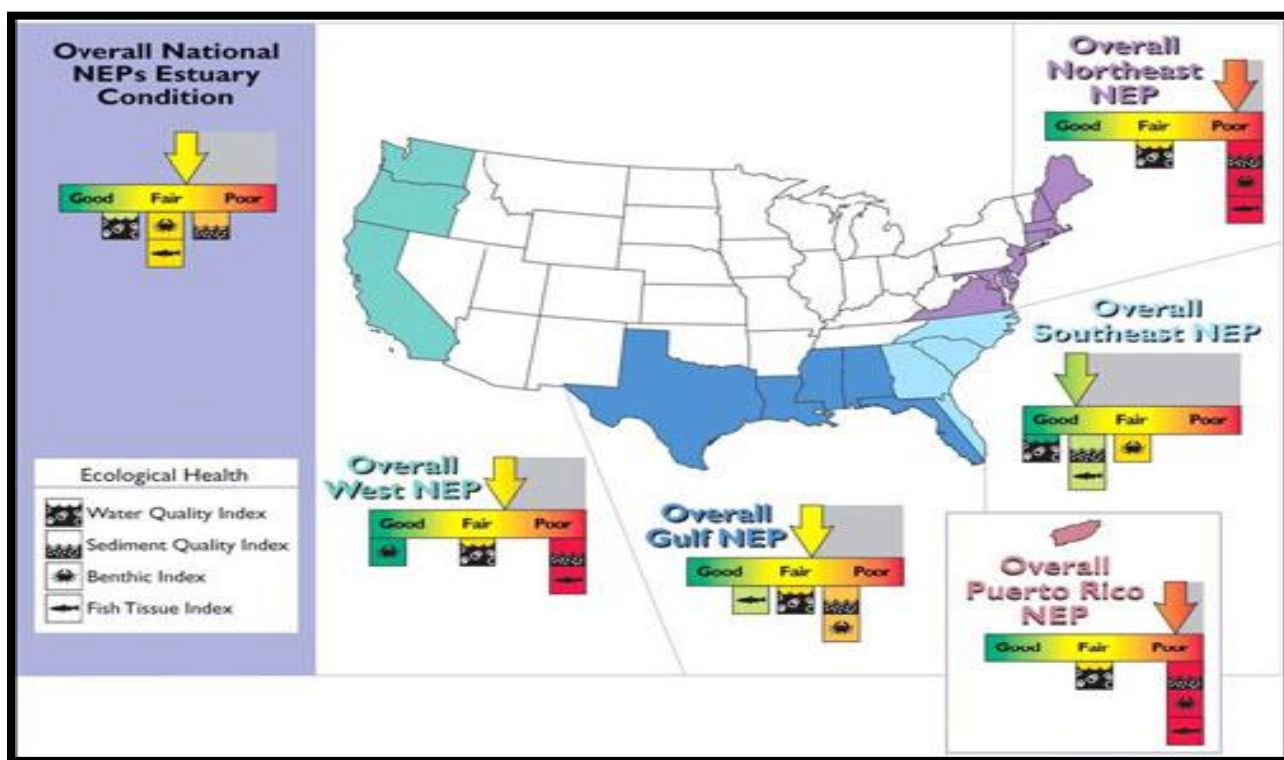 Overall National
NEPs Estuary
Condition
Good Fair Poor
Ecological Health
Water Quality Index
Sediment Quality Index
Benthic Index
Fish Tissue Index
Overall
Northeast
NEP
Good Fair Poor
Overall
Southeast NEP
Good Fair Poor
Overall
West NEP
Good Fair Poor
Overall
Gulf NEP
Good Fair Poor
Overall
Puerto Rico
NEP
Good Fair Poor